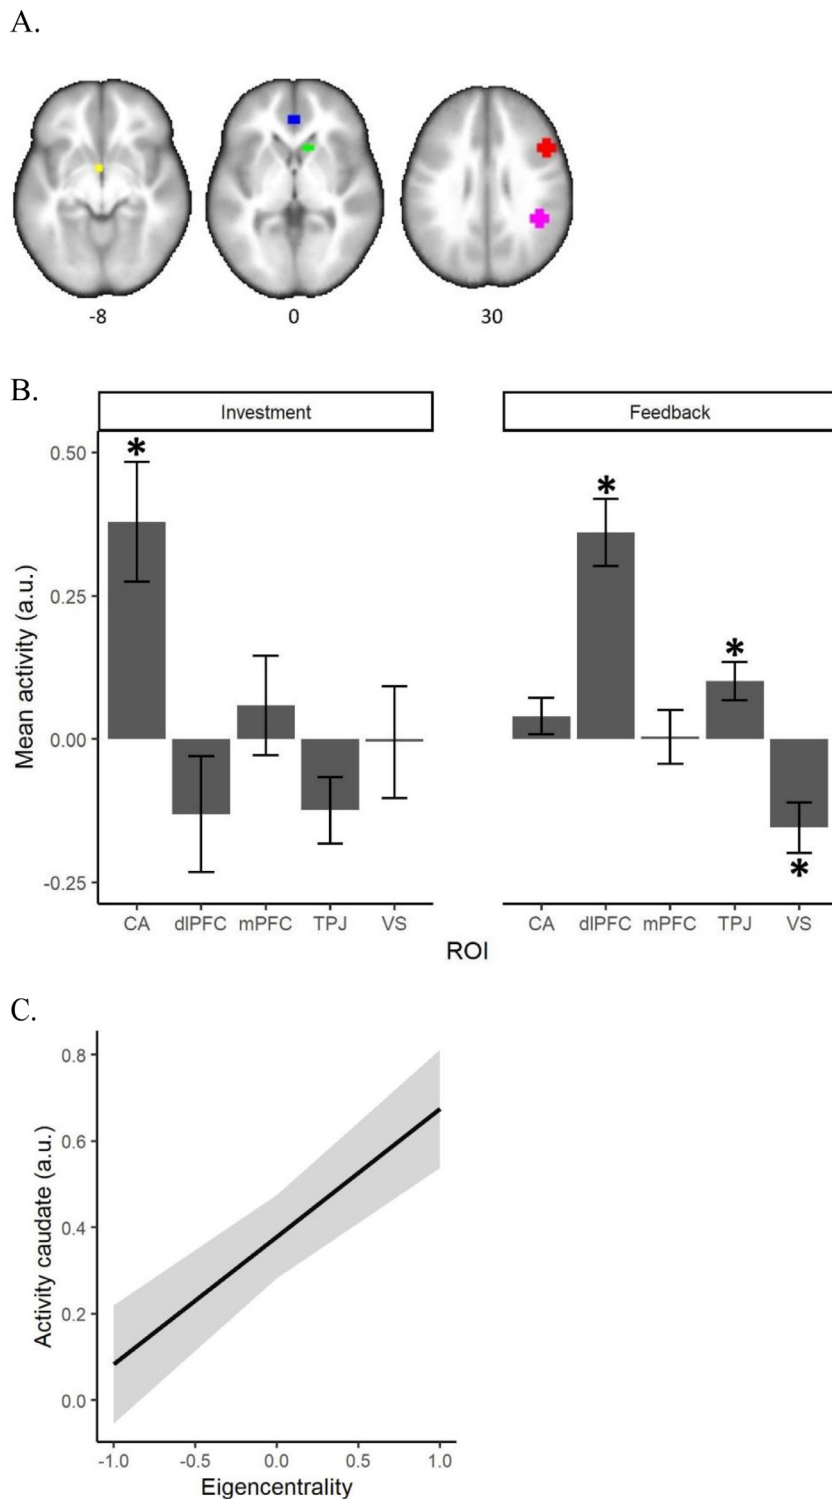 A.
-8 0 30
B.
Investment Feedback
* * * *
0.50
0.25
0.00
-0.25
Mean activity (a.u.)
CA dlPFC mPFC TPJ VS CA dlPFC mPFC TPJ VS
ROI
C.
0.8
0.6
0.4
0.2
0.0
Activity caudate (a.u.)
-1.0 -0.5 0.0 0.5 1.0
Eigencentrality